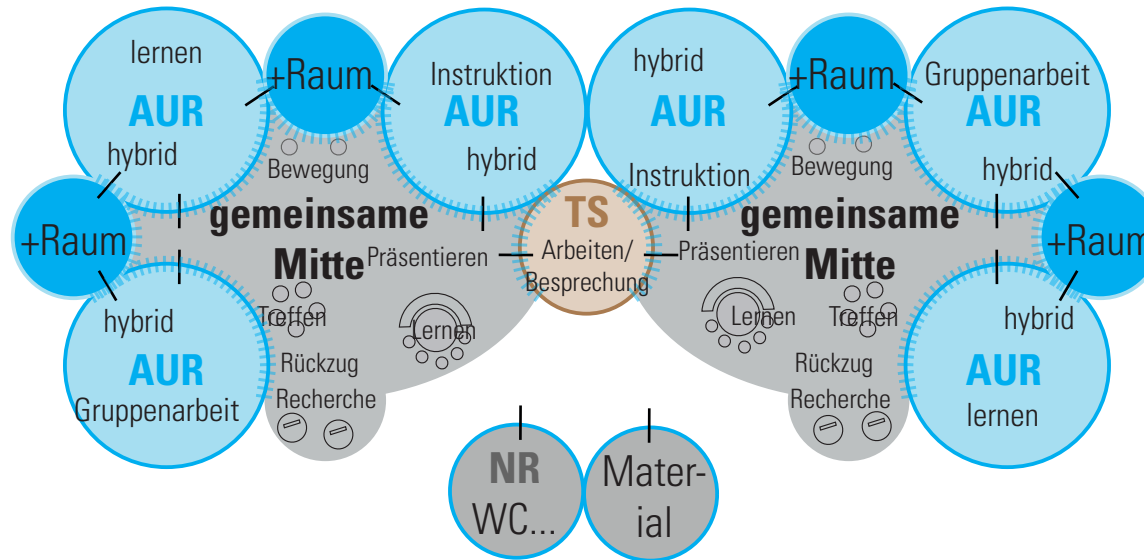 lernen
AUR
hybrid
+Raum
Instruktion
AUR
hybrid
hybrid
AUR
Instruktion
+Raum
Gruppenarbeit
AUR
hybrid
+Raum
Bewegung
gemeinsame
Mitte
Präsentieren
TS
Arbeiten/
Besprechung
Präsentieren
Bewegung
gemeinsame
Mitte
+Raum
hybrid
AUR
Gruppenarbeit
Treffen
Lernen
Rückzug
Recherche
Lernen
Treffen
Rückzug
Recherche
hybrid
AUR
lernen
NR
WC...
Mater-
ial